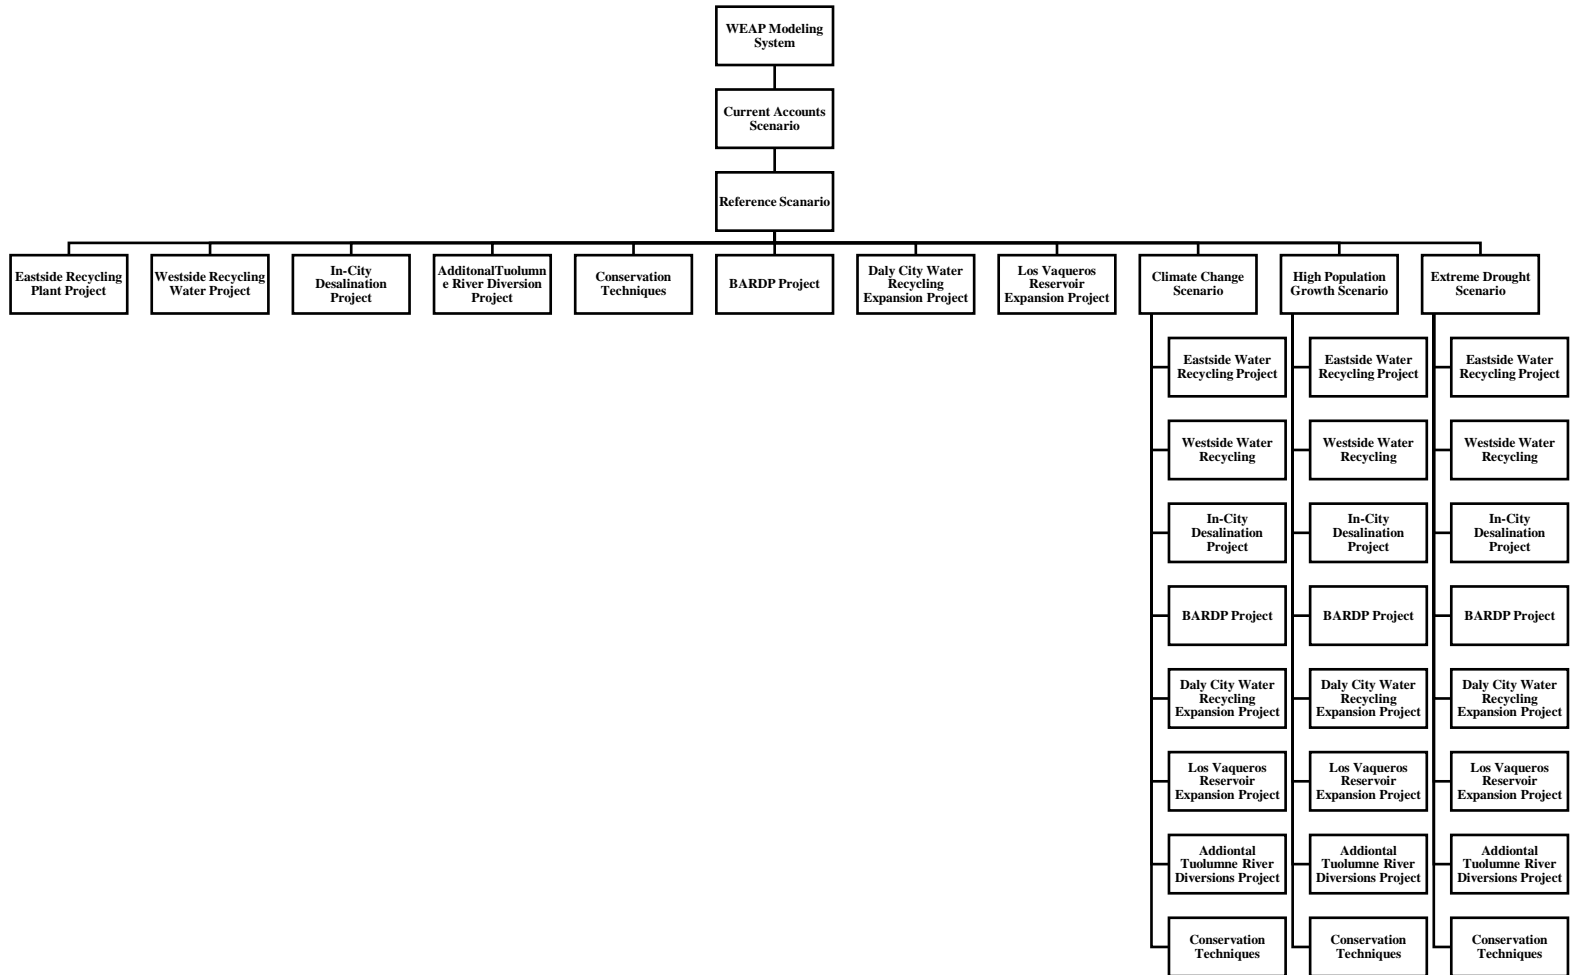 WEAP Modeling
System
Current Accounts
Scenario
Reference Scanario
Eastside Recycling
Plant Project
Westside Recycling
Water Project
In-City
Desalination
Project
AdditonalTuolumn
e River Diversion
Project
Conservation
Techniques
BARDP Project
Daly City Water
Recycling
Expansion Project
Los Vaqueros
Reservoir
Expansion Project
Climate Change
Scenario
High Population
Growth Scenario
Extreme Drought
Scenario
Eastside Water
Recycling Project
Westside Water
Recycling
In-City
Desalination
Project
BARDP Project
Daly City Water
Recycling
Expansion Project
Los Vaqueros
Reservoir
Expansion Project
Addiontal
Tuolumne River
Diversions Project
Conservation
Techniques
Eastside Water
Recycling Project
Westside Water
Recycling
In-City
Desalination
Project
BARDP Project
Daly City Water
Recycling
Expansion Project
Los Vaqueros
Reservoir
Expansion Project
Addiontal
Tuolumne River
Diversions Project
Conservation
Techniques
Eastside Water
Recycling Project
Westside Water
Recycling
In-City
Desalination
Project
BARDP Project
Daly City Water
Recycling
Expansion Project
Los Vaqueros
Reservoir
Expansion Project
Addiontal
Tuolumne River
Diversions Project
Conservation
Techniques